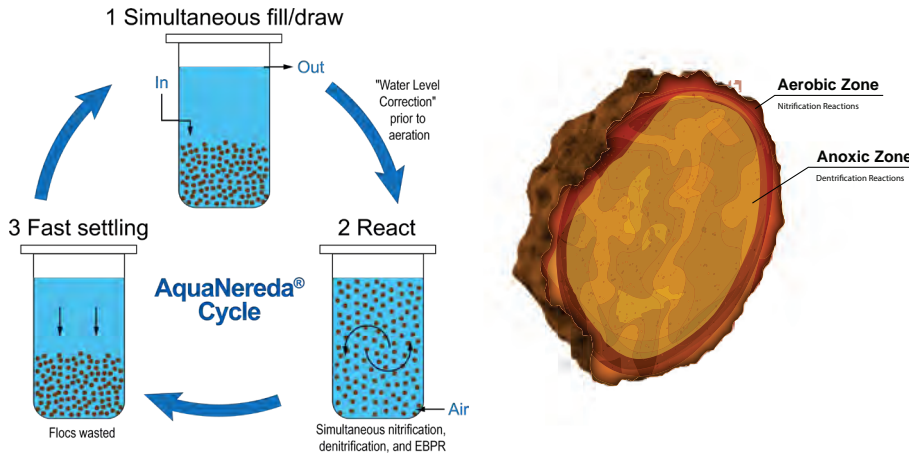 1 Simultaneous fill/draw
In
Out
"Water Level
Correction"
prior to
aeration
3 Fast settling
2 React
AquaNereda®
Cycle
Air
Flocs wasted
Simultaneous nitrification,
denitrification, and EBPR
Aerobic Zone
Nitrification Reactions
Anoxic Zone
Dentrification Reactions